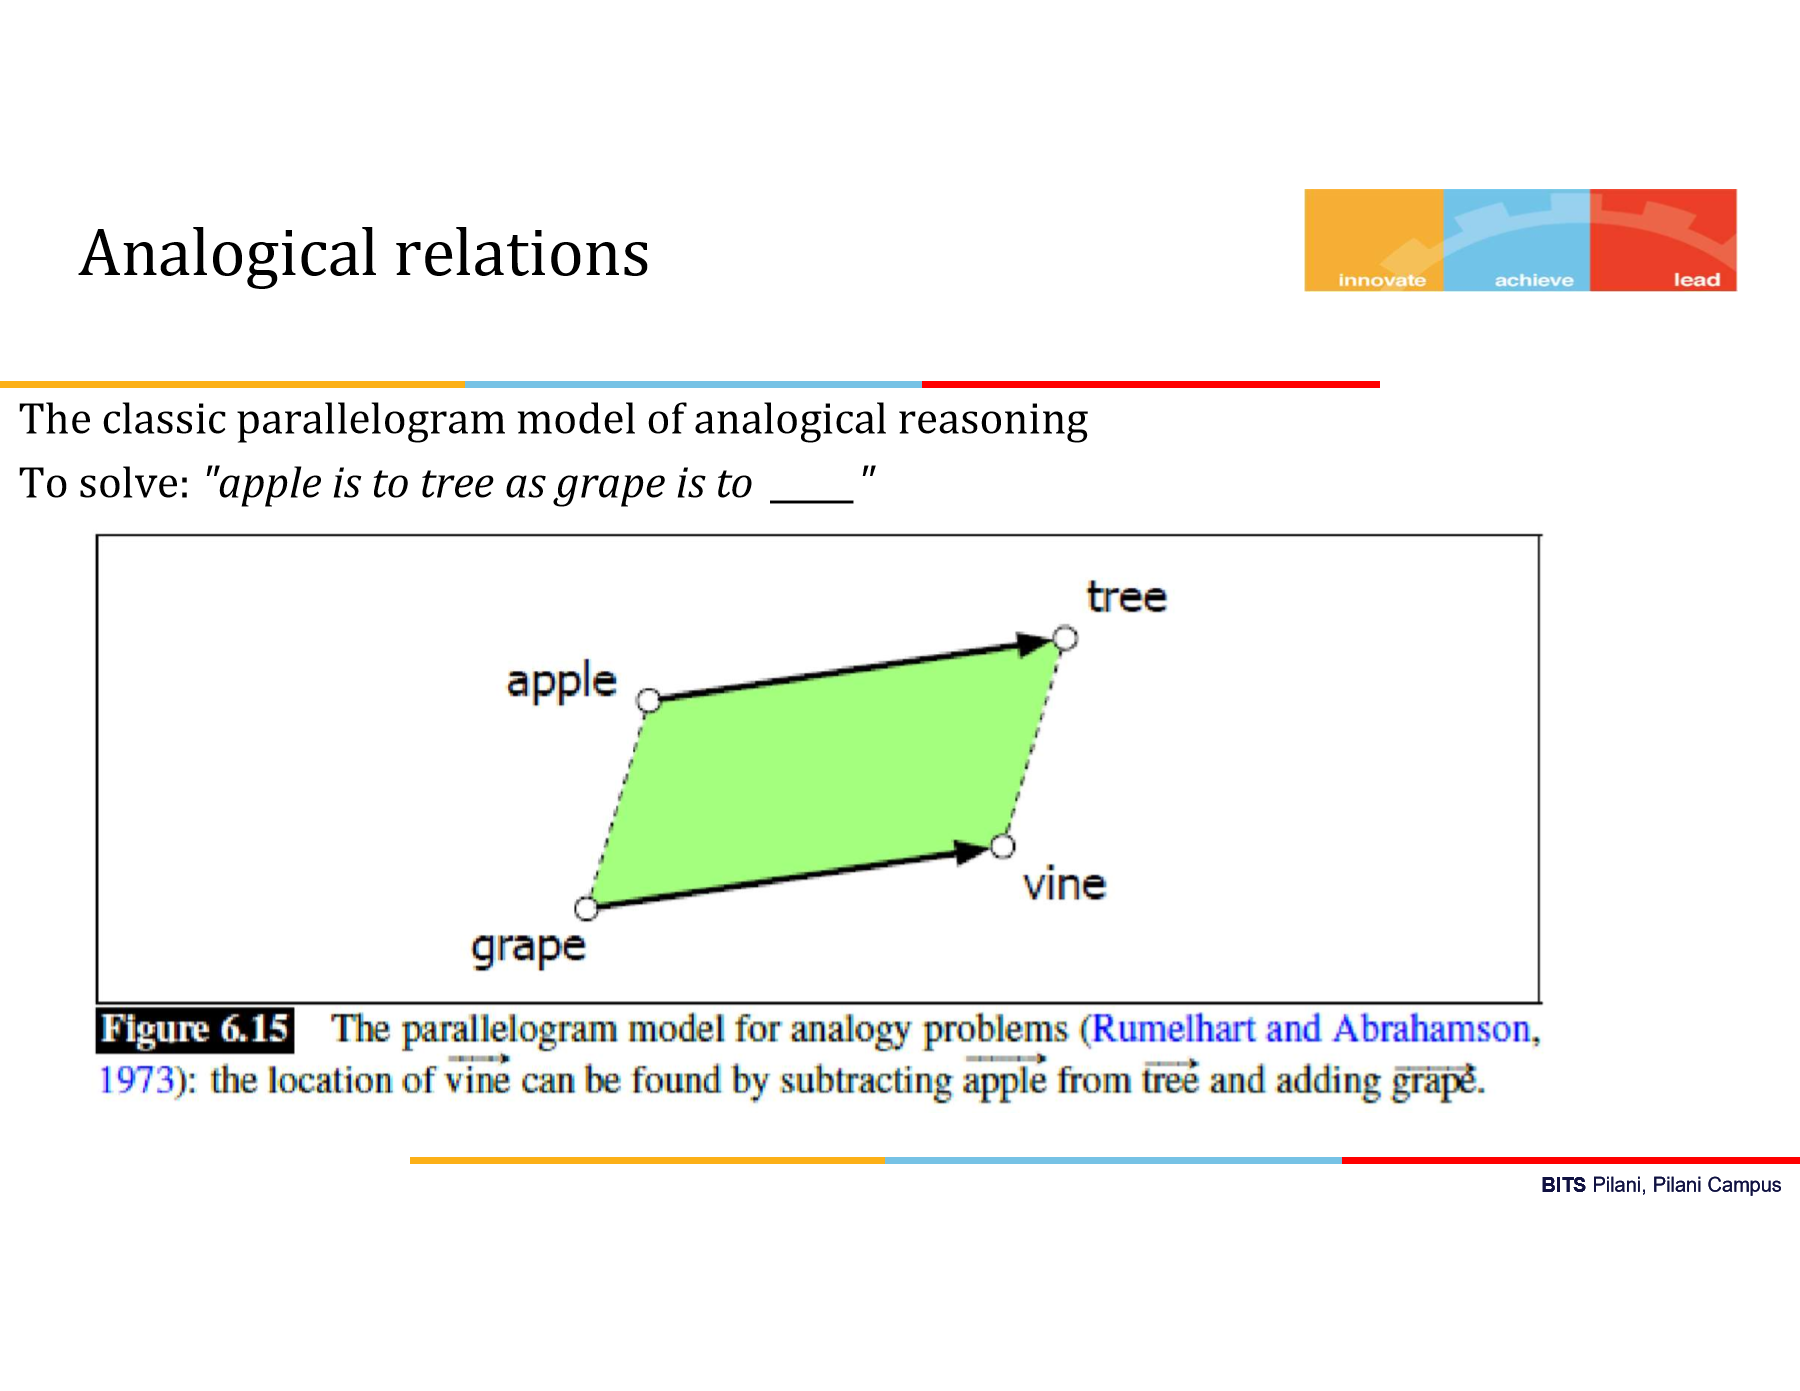 Analogical relations
innovate achieve lead
The classic parallelogram model of analogical reasoning
To solve: "apple is to tree as grape is to _____"
tree
apple
vine
grape
Figure 6.15 The parallelogram model for analogy problems (Rumelhart and Abrahamson,
1973): the location of vine can be found by subtracting apple from tree and adding grape.
BITS Pilani, Pilani Campus